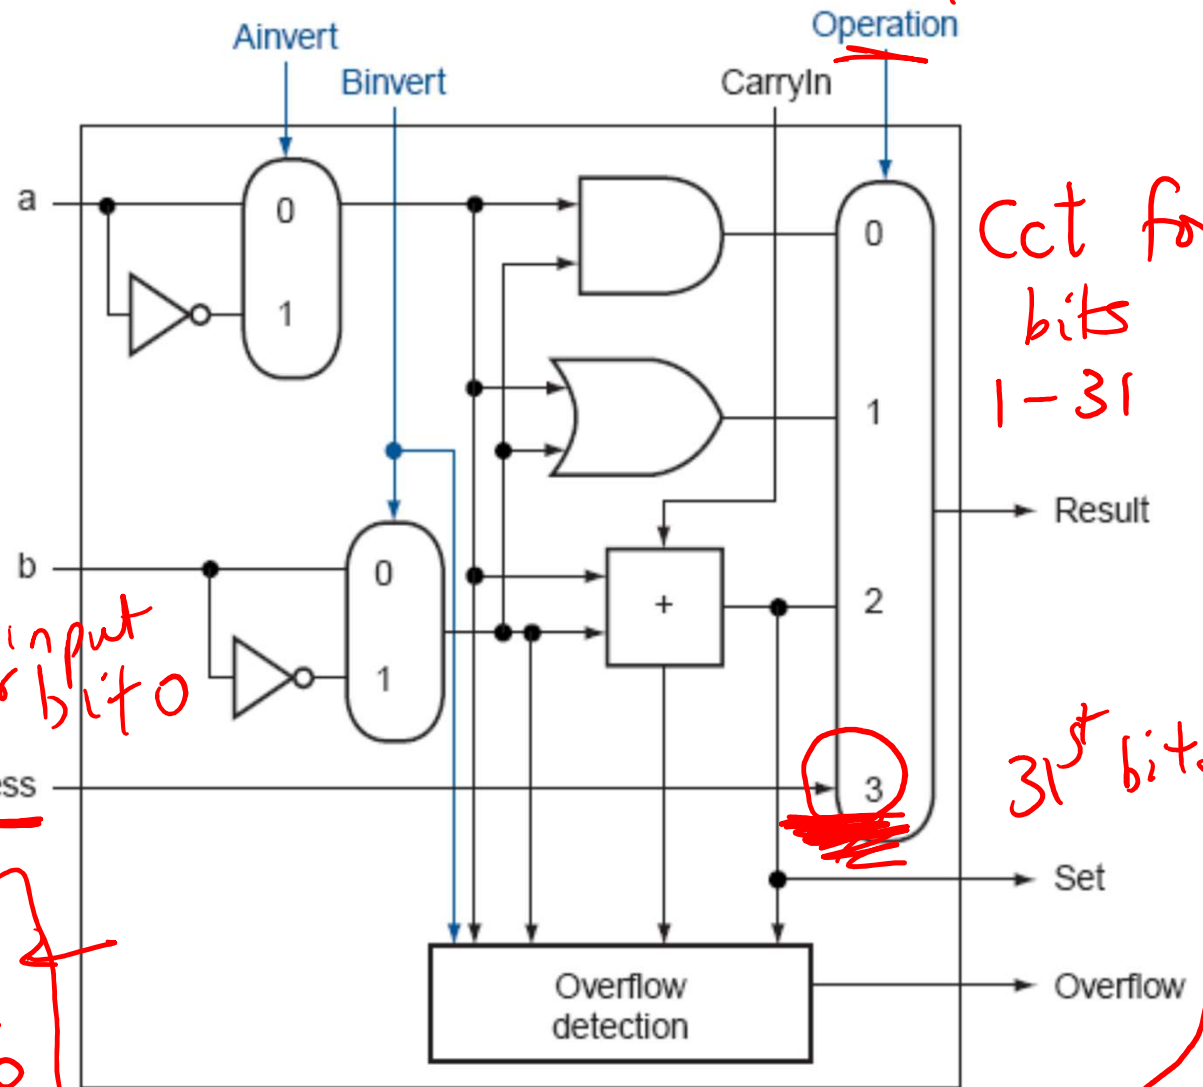 Operation
Ainvert
Binvert
CarryIn
a
0
1
0
1
2
3
Cct for
bits
1-31
Result
b
0
1
+
input
bit 0
31st bit
Set
Overflow
detection
Overflow